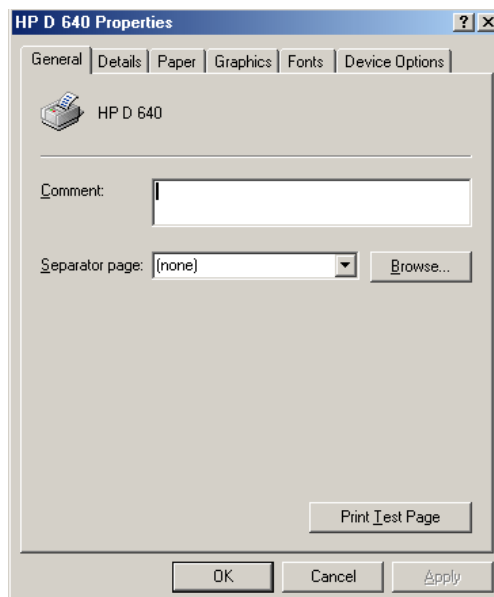 HP D 640 Properties
General Details Paper Graphics Fonts Device Options
HP D 640
Comment:
Separator page: (none) Browse...
Print Test Page
OK Cancel Apply